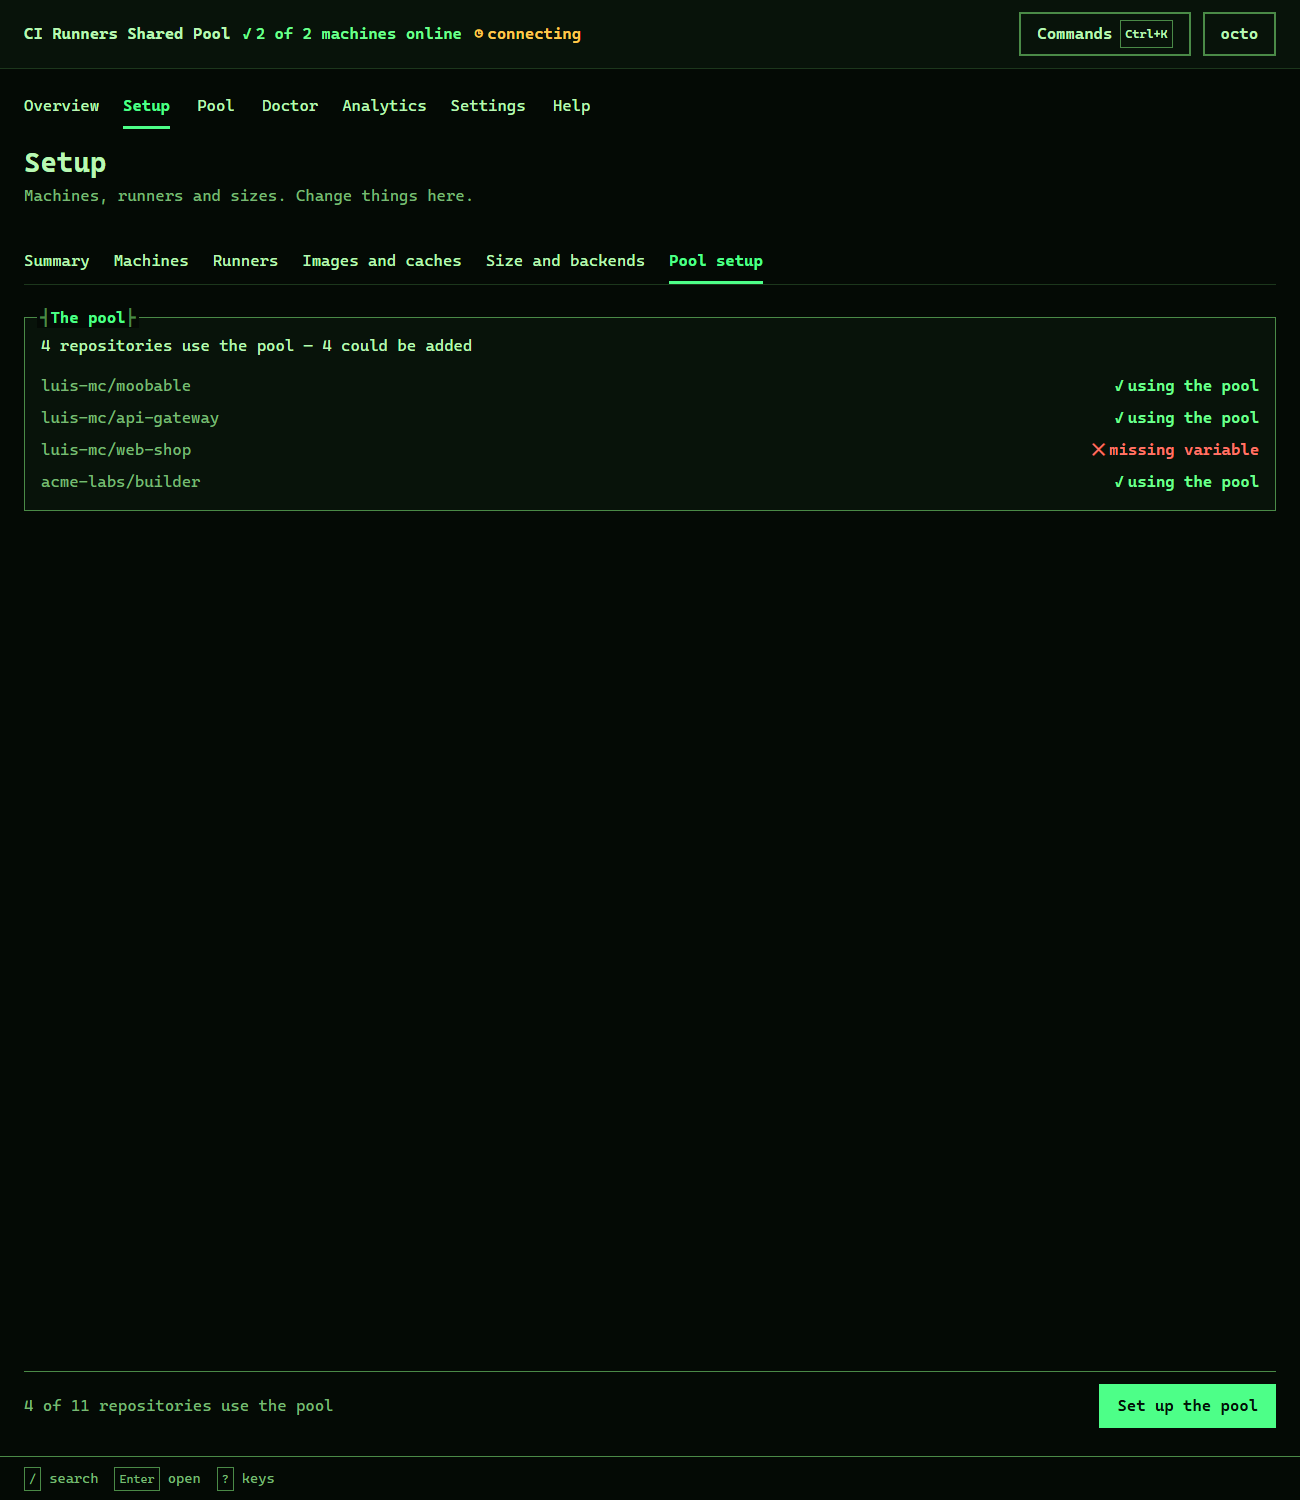 CI Runners Shared Pool ✓ 2 of 2 machines online connecting
Commands Ctrl+K octo
Overview Setup Pool Doctor Analytics Settings Help
Setup
Machines, runners and sizes. Change things here.
Summary Machines Runners Images and caches Size and backends Pool setup
The pool
4 repositories use the pool — 4 could be added
luis-mc/moobable ✓ using the pool
luis-mc/api-gateway ✓ using the pool
luis-mc/web-shop ✕ missing variable
acme-labs/builder ✓ using the pool
4 of 11 repositories use the pool Set up the pool
/ search Enter open ? keys